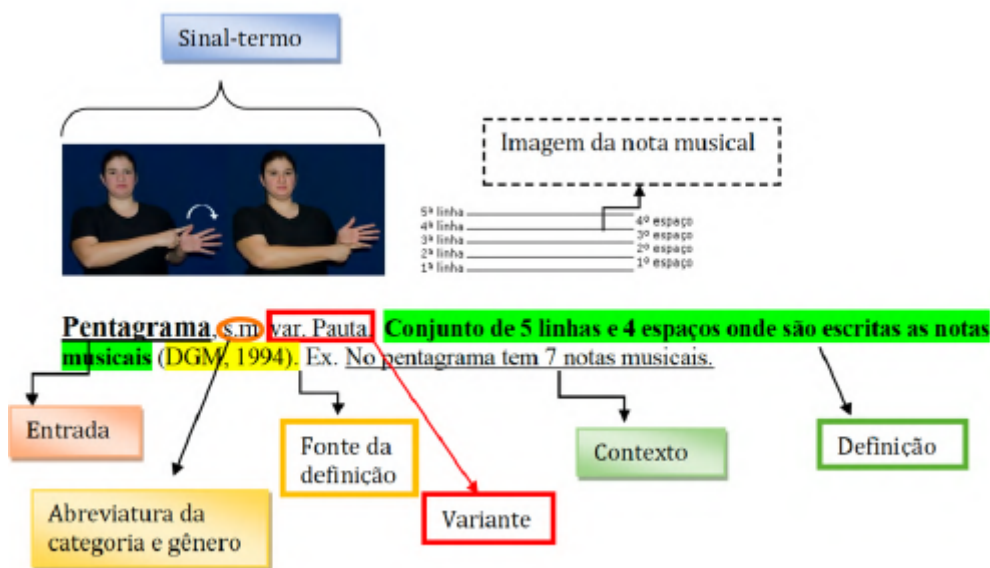 Sinal-termo
Imagem da nota musical
5ª linha
4ª linha
3ª linha
2ª linha
1ª linha
4º espaço
3º espaço
2º espaço
1º espaço
Pentagrama, s.m var. Pauta. Conjunto de 5 linhas e 4 espaços onde são escritas as notas
musicais (DGM, 1994). Ex. No pentagrama tem 7 notas musicais.
Entrada
Fonte da
definição
Contexto
Definição
Abreviatura da
categoria e gênero
Variante